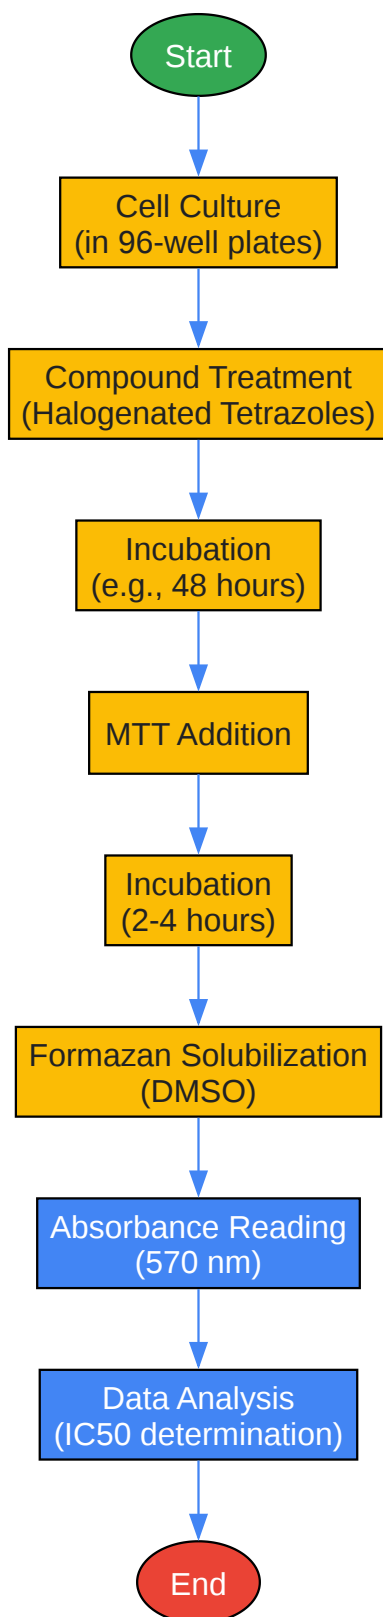 Start
Cell Culture
(in 96-well plates)
Compound Treatment
(Halogenated Tetrazoles)
Incubation
(e.g., 48 hours)
MTT Addition
Incubation
(2-4 hours)
Formazan Solubilization
(DMSO)
Absorbance Reading
(570 nm)
Data Analysis
(IC50 determination)
End